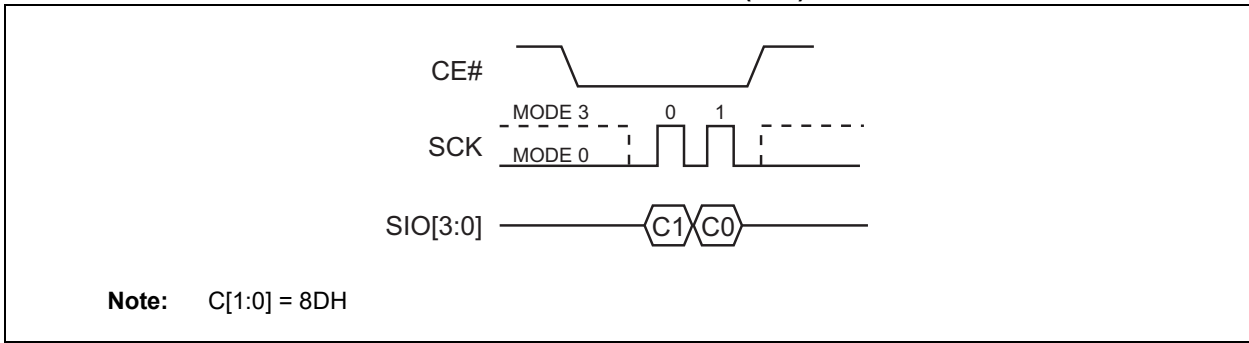 CE#
MODE 3 0 1
SCK
MODE 0
SIO[3:0] C1 C0
Note: C[1:0] = 8DH